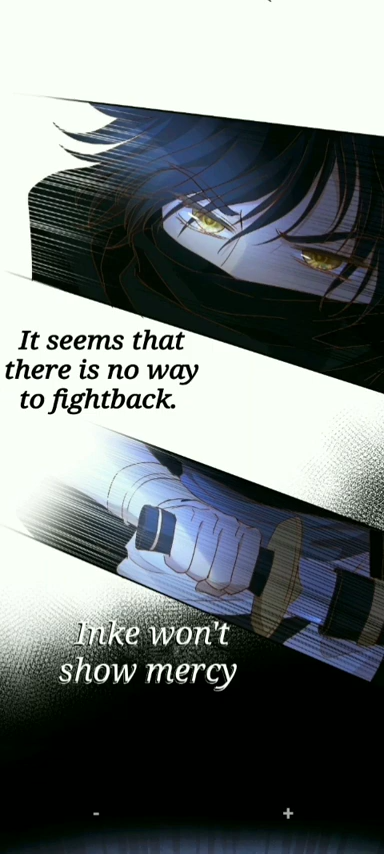 It seems that
there is no way
to fightback.
Inke won't
show mercy
- +